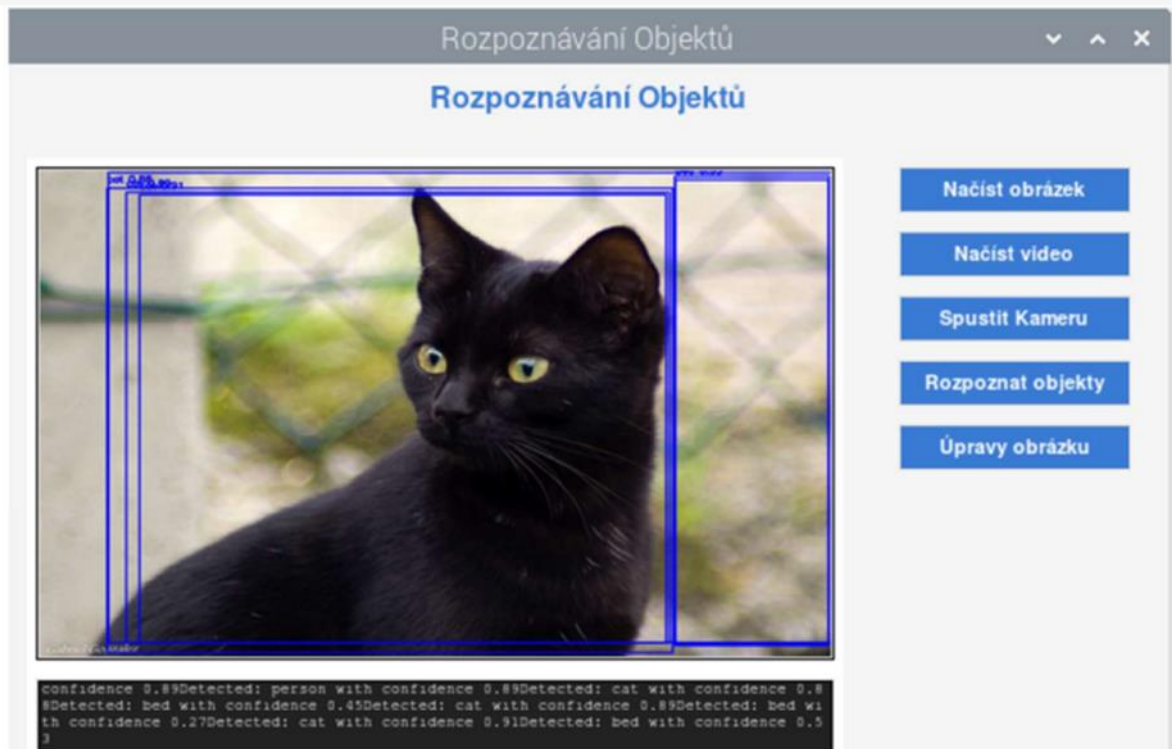 Rozpoznávání Objektů
Rozpoznávání Objektů
Načíst obrázek
Načíst video
Spustit Kameru
Rozpoznat objekty
Úpravy obrázku
confidence 0.89Detected: person with confidence 0.89Detected: cat with confidence 0.8
8Detected: bed with confidence 0.45Detected: cat with confidence 0.89Detected: bed wi
th confidence 0.27Detected: cat with confidence 0.91Detected: bed with confidence 0.5
3